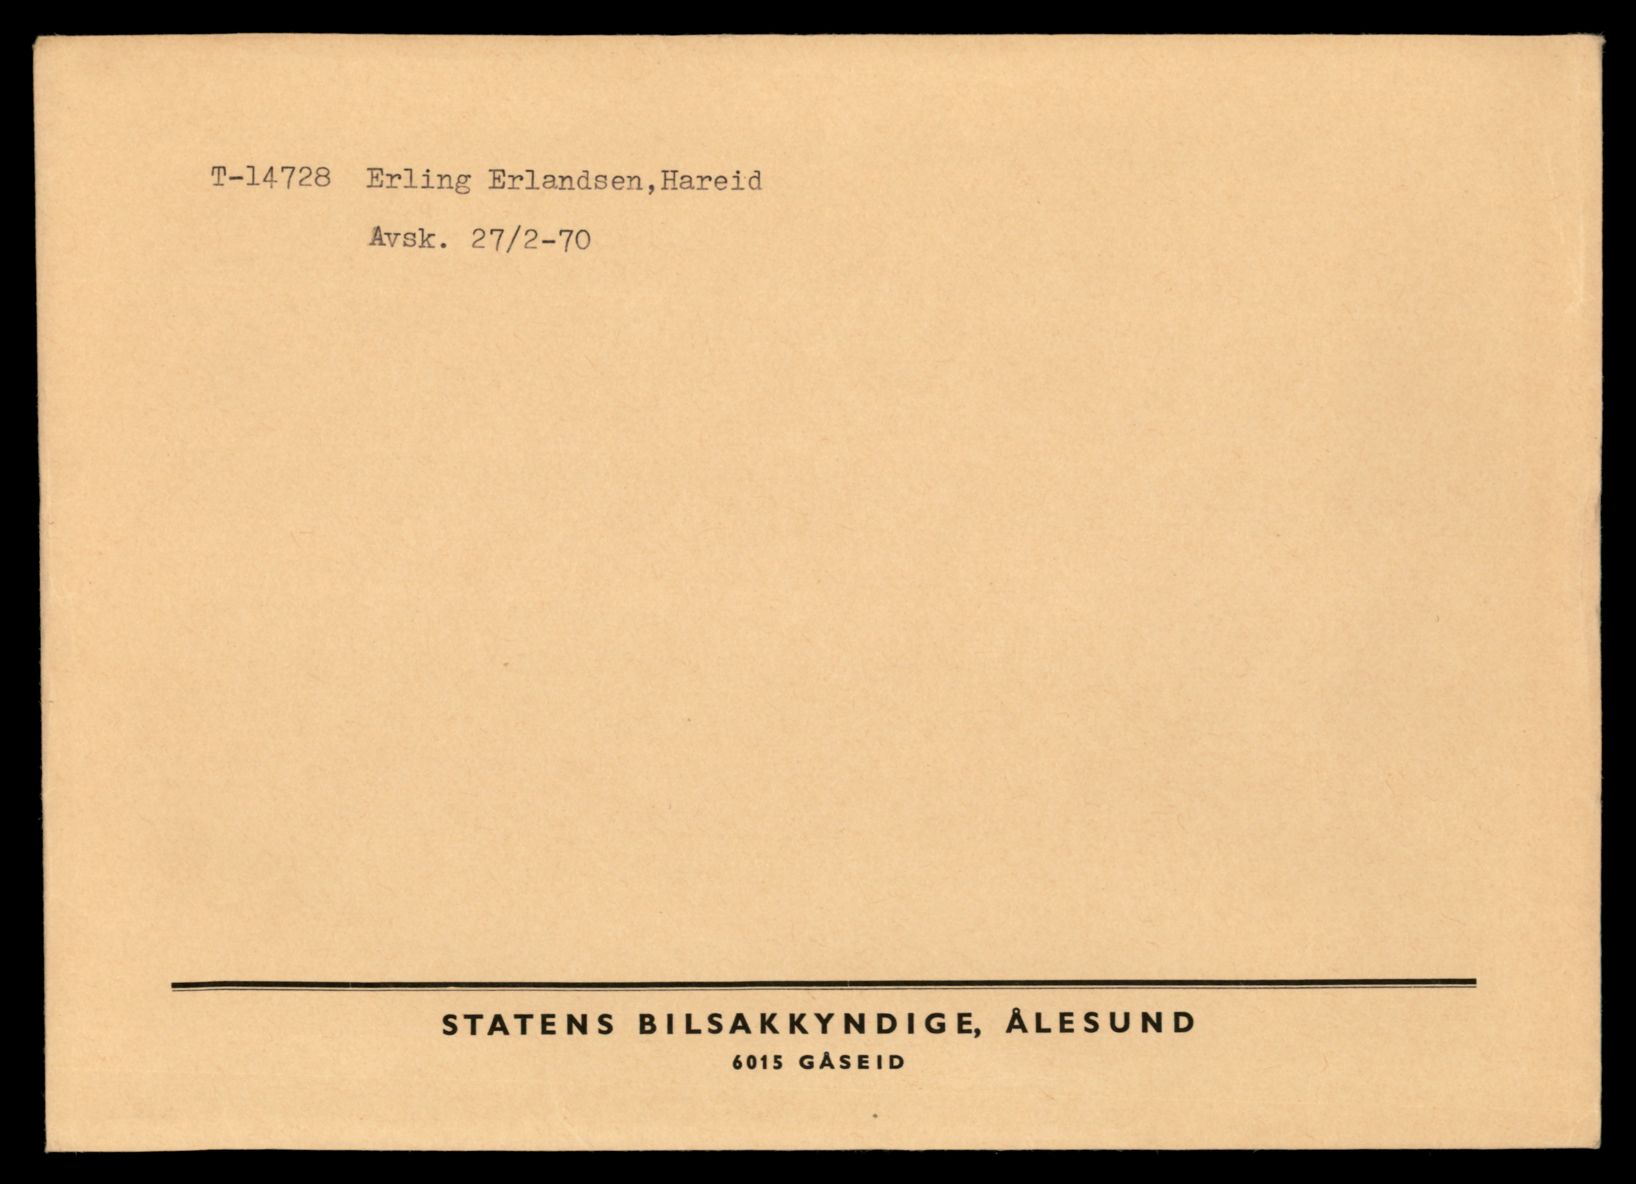 T-14728 Erling Erlandsen,Hareid
Avsk. 27/2-70
STATENS BILSAKKYNDIGE, ÅLESUND
6015 GÅSEID